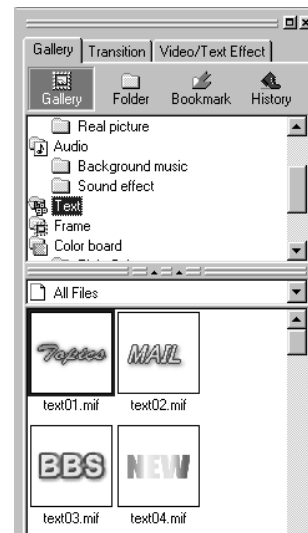 Gallery Transition Video/Text Effect
Gallery Folder Bookmark History
Real picture
Audio
Background music
Sound effect
Text
Frame
Color board
All Files
Topics MAIL
text01.mif text02.mif
BBS NEW
text03.mif text04.mif